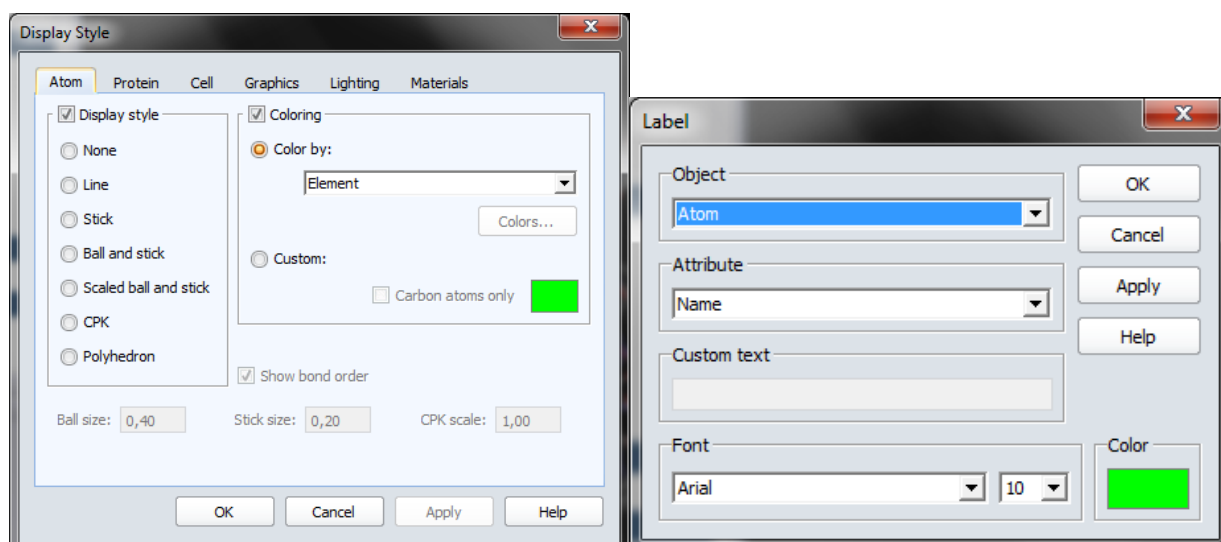 Display Style
Atom Protein Cell Graphics Lighting Materials
Display style
None
Line
Stick
Ball and stick
Scaled ball and stick
CPK
Polyhedron
Coloring
Color by:
Element
Colors...
Custom:
Carbon atoms only
Show bond order
Ball size: 0,40 Stick size: 0,20 CPK scale: 1,00
OK Cancel Apply Help
Label
Object
Atom
Attribute
Name
Custom text
Font
Arial 10
Color
OK
Cancel
Apply
Help